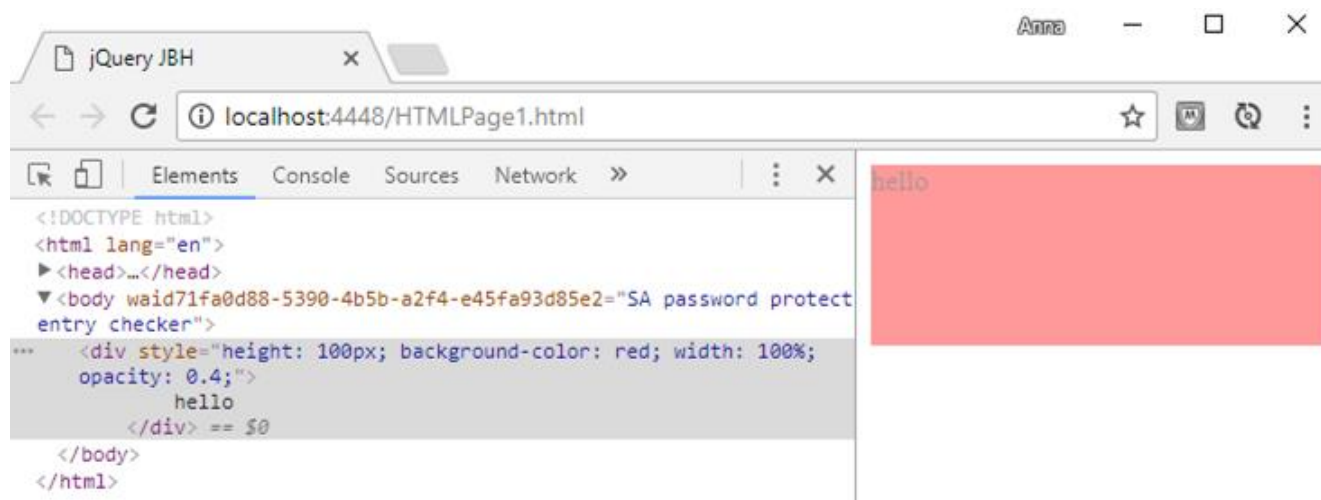 Anna
jQuery JBH
localhost:4448/HTMLPage1.html
Elements Console Sources Network »
<!DOCTYPE html>
<html lang="en">
<head>…</head>
<body waid71fa0d88-5390-4b5b-a2f4-e45fa93d85e2="SA password protect
entry checker">
<div style="height: 100px; background-color: red; width: 100%;
opacity: 0.4;">
hello
</div> == $0
</body>
</html>
hello